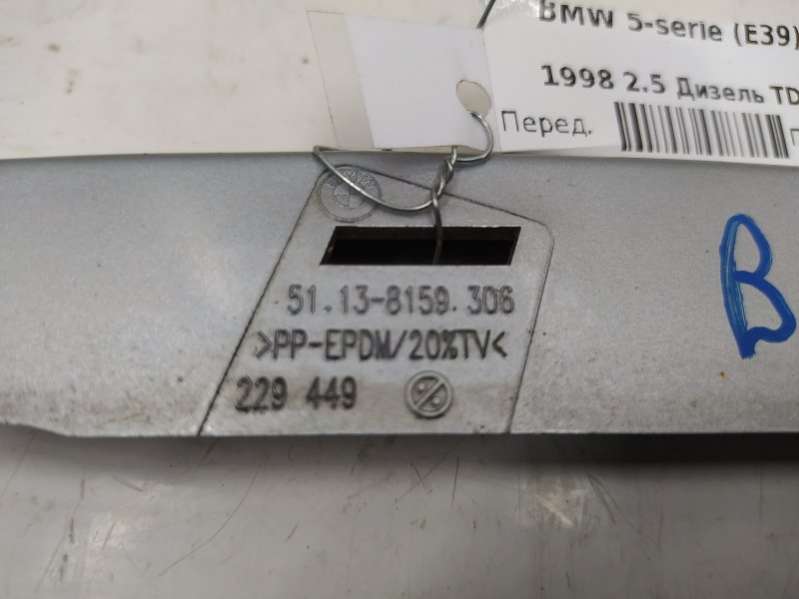 BMW 5-serie (E39)
1998 2.5 Дизель TD
Перед.
51.13-8159.306
>PP-EPDM/20%TV<
229 449
B